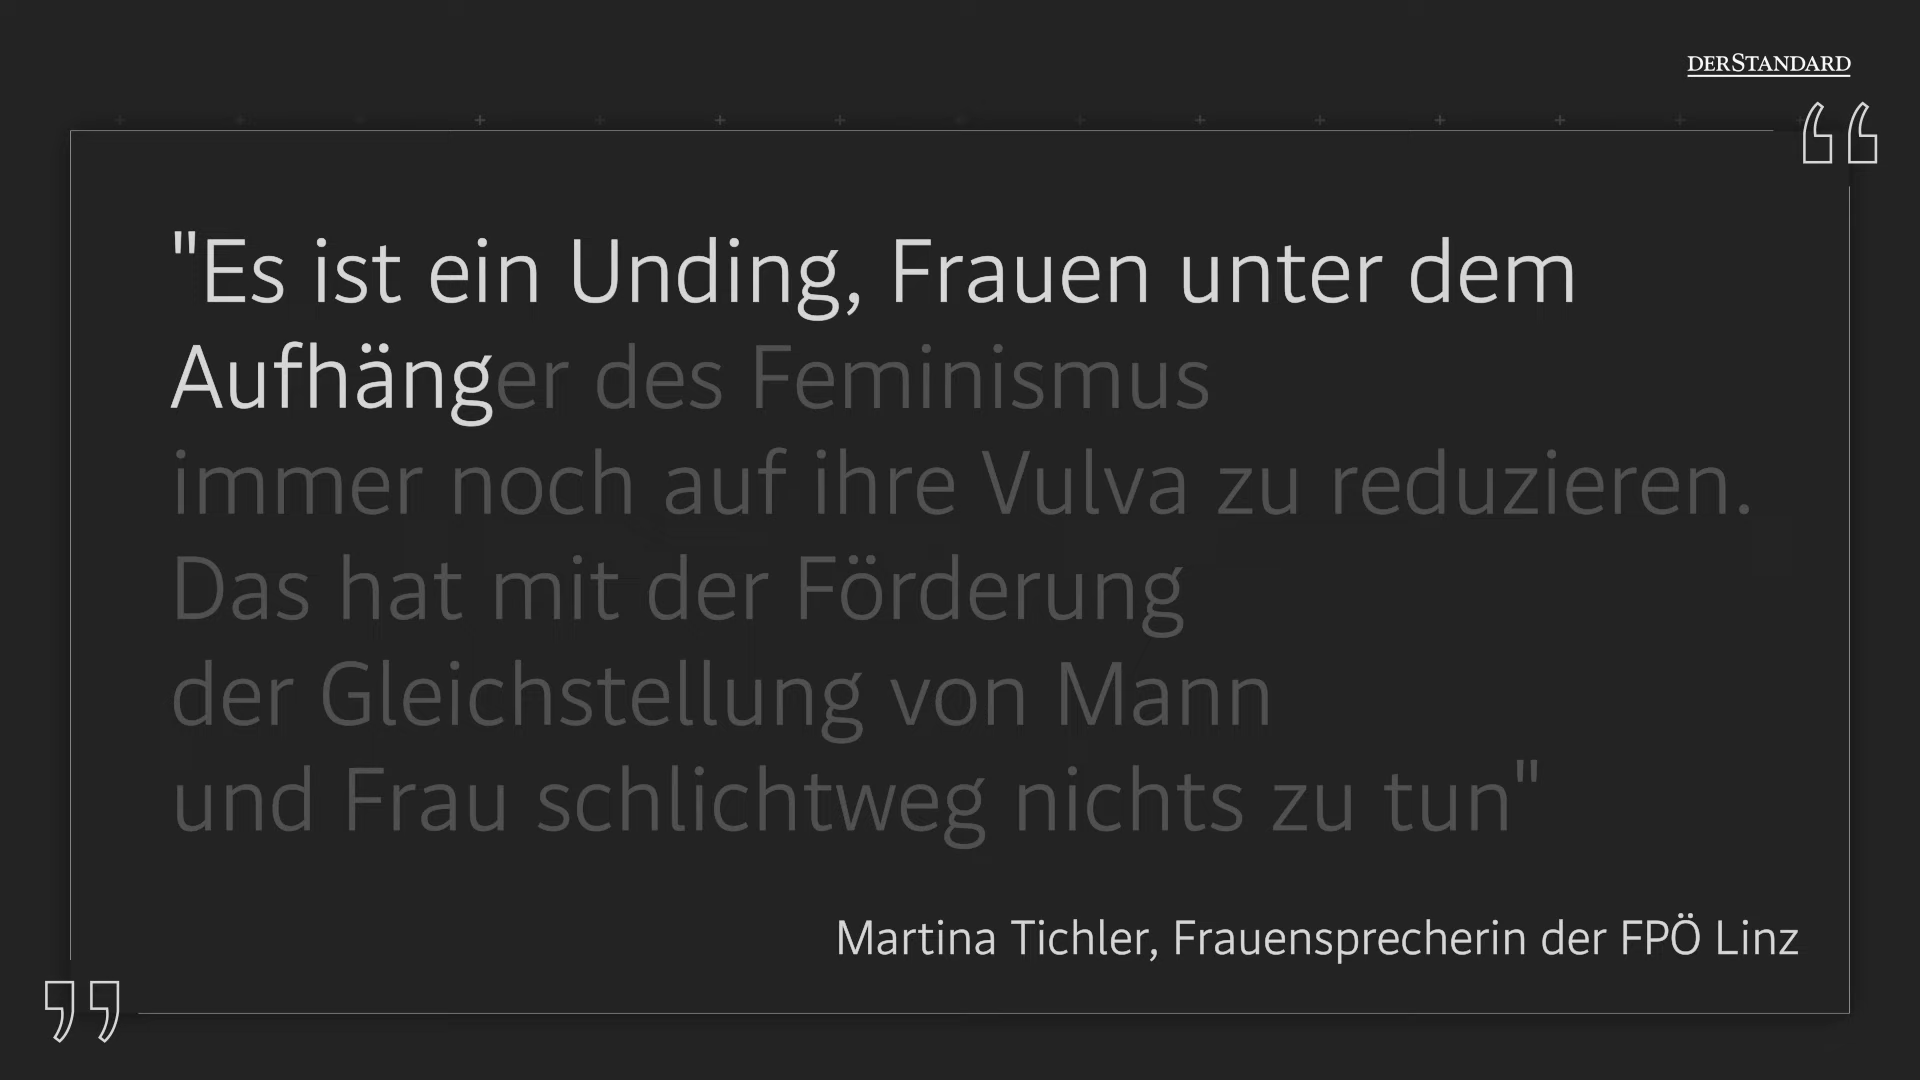 DERSTANDARD
"Es ist ein Unding, Frauen unter dem
Aufhänger des Feminismus
immer noch auf ihre Vulva zu reduzieren.
Das hat mit der Förderung
der Gleichstellung von Mann
und Frau schlichtweg nichts zu tun"
Martina Tichler, Frauensprecherin der FPÖ Linz